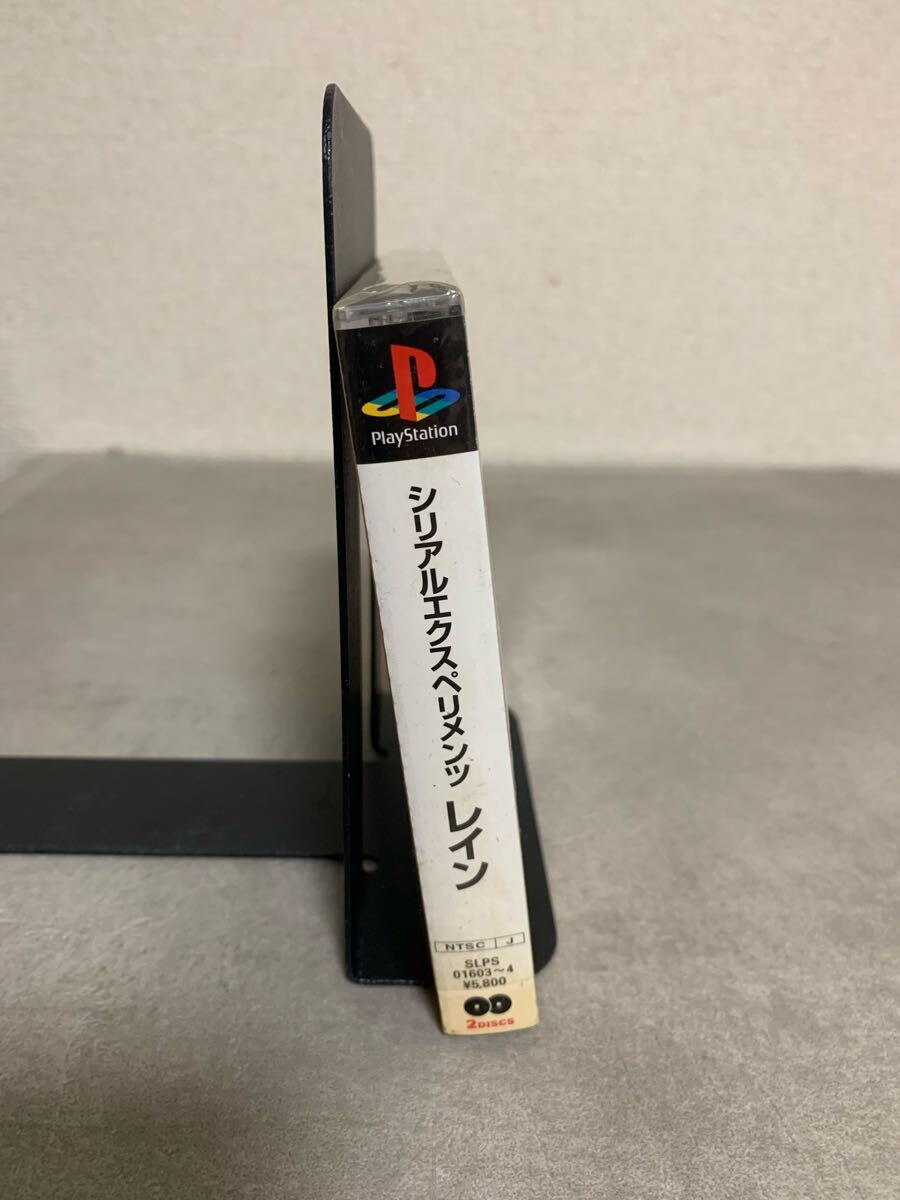 PlayStation
シリアルエクスペリメンツ レイン
NTSC J
SLPS
01603~4
¥5,800
2DISCS